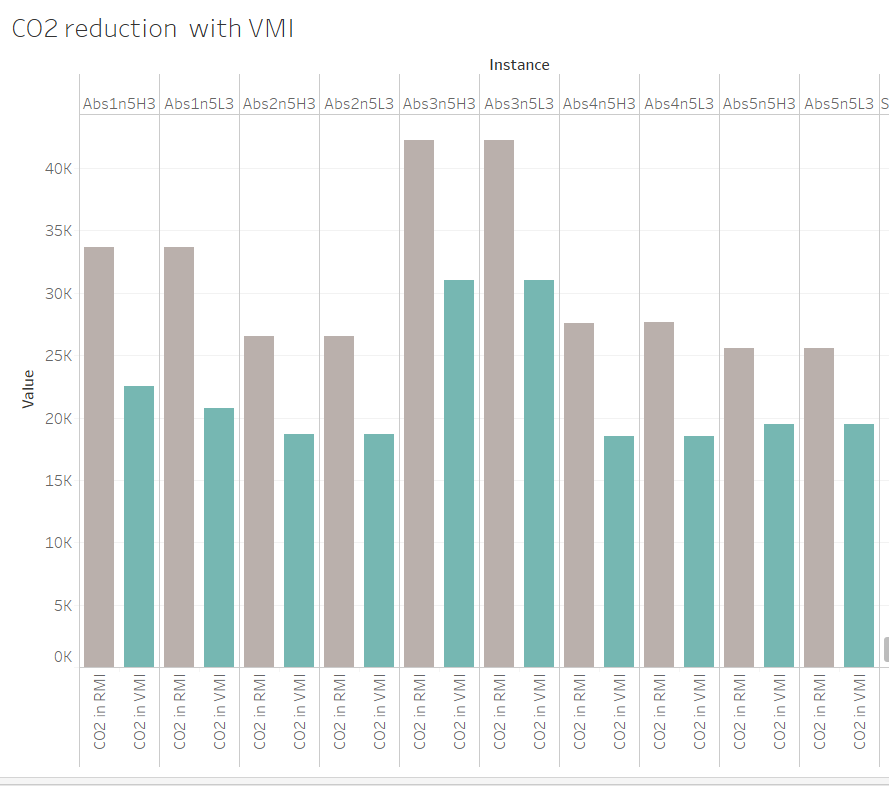 CO2 reduction with VMI
Instance
Abs1n5H3 Abs1n5L3 Abs2n5H3 Abs2n5L3 Abs3n5H3 Abs3n5L3 Abs4n5H3 Abs4n5L3 Abs5n5H3 Abs5n5L3 S
40K
35K
30K
25K
20K
15K
10K
5K
0K
Value
CO2 in RMI
CO2 in VMI
CO2 in RMI
CO2 in VMI
CO2 in RMI
CO2 in VMI
CO2 in RMI
CO2 in VMI
CO2 in RMI
CO2 in VMI
CO2 in RMI
CO2 in VMI
CO2 in RMI
CO2 in VMI
CO2 in RMI
CO2 in VMI
CO2 in RMI
CO2 in VMI
CO2 in RMI
CO2 in VMI